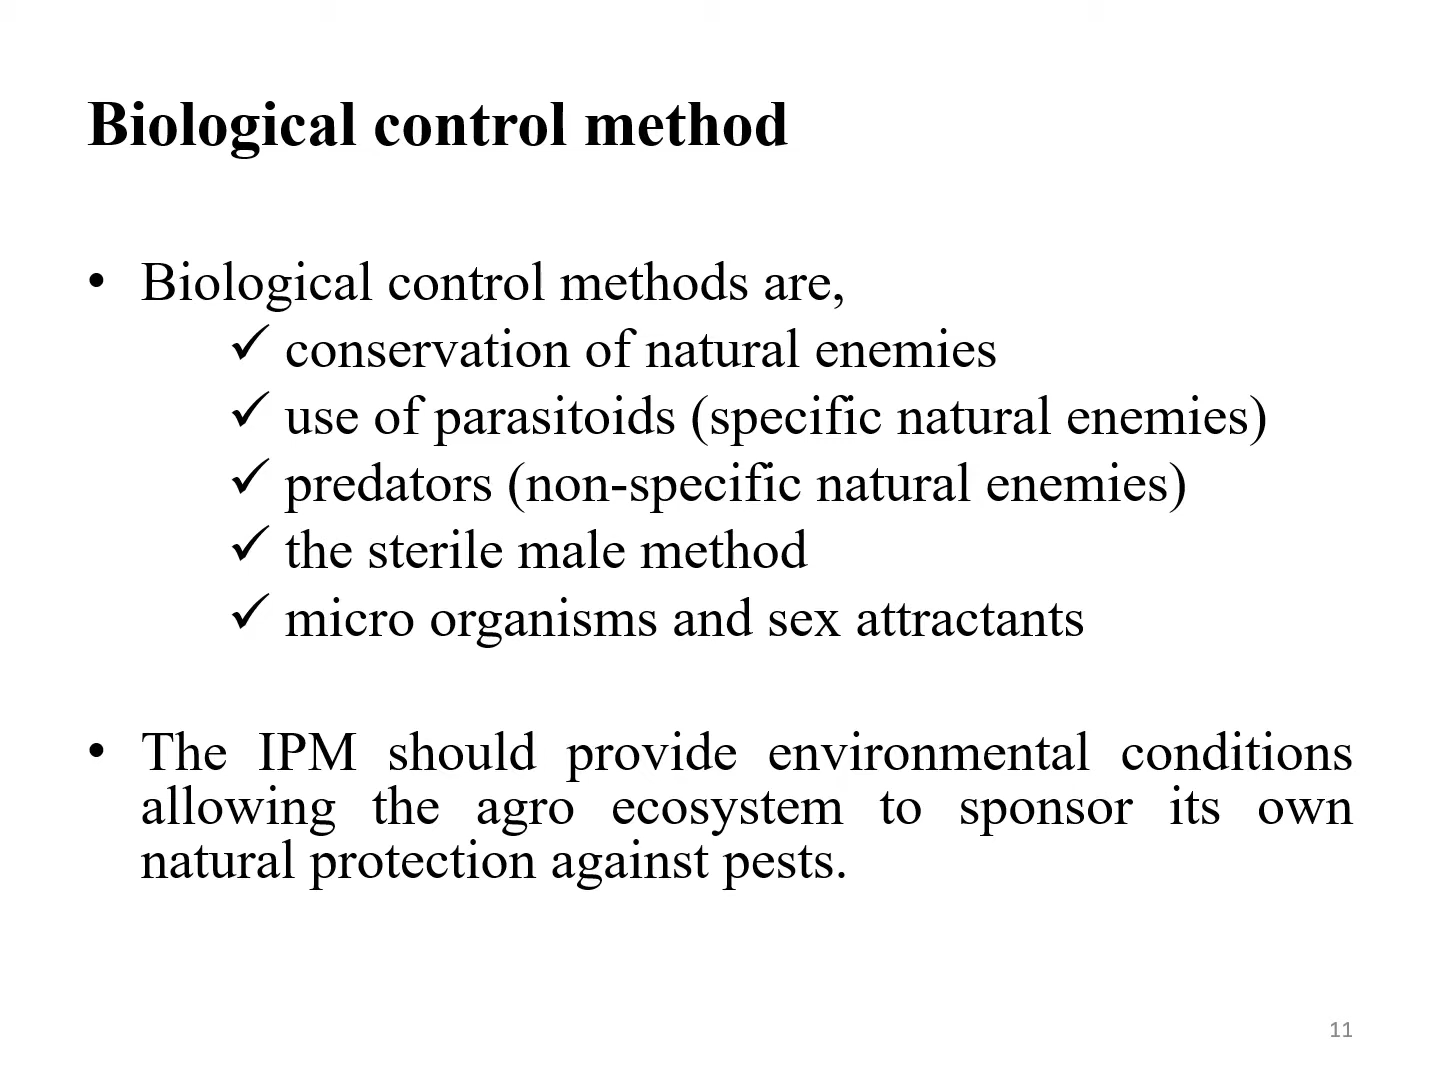 Biological control method
• Biological control methods are,
✓ conservation of natural enemies
✓ use of parasitoids (specific natural enemies)
✓ predators (non-specific natural enemies)
✓ the sterile male method
✓ micro organisms and sex attractants
• The IPM should provide environmental conditions
allowing the agro ecosystem to sponsor its own
natural protection against pests.
11